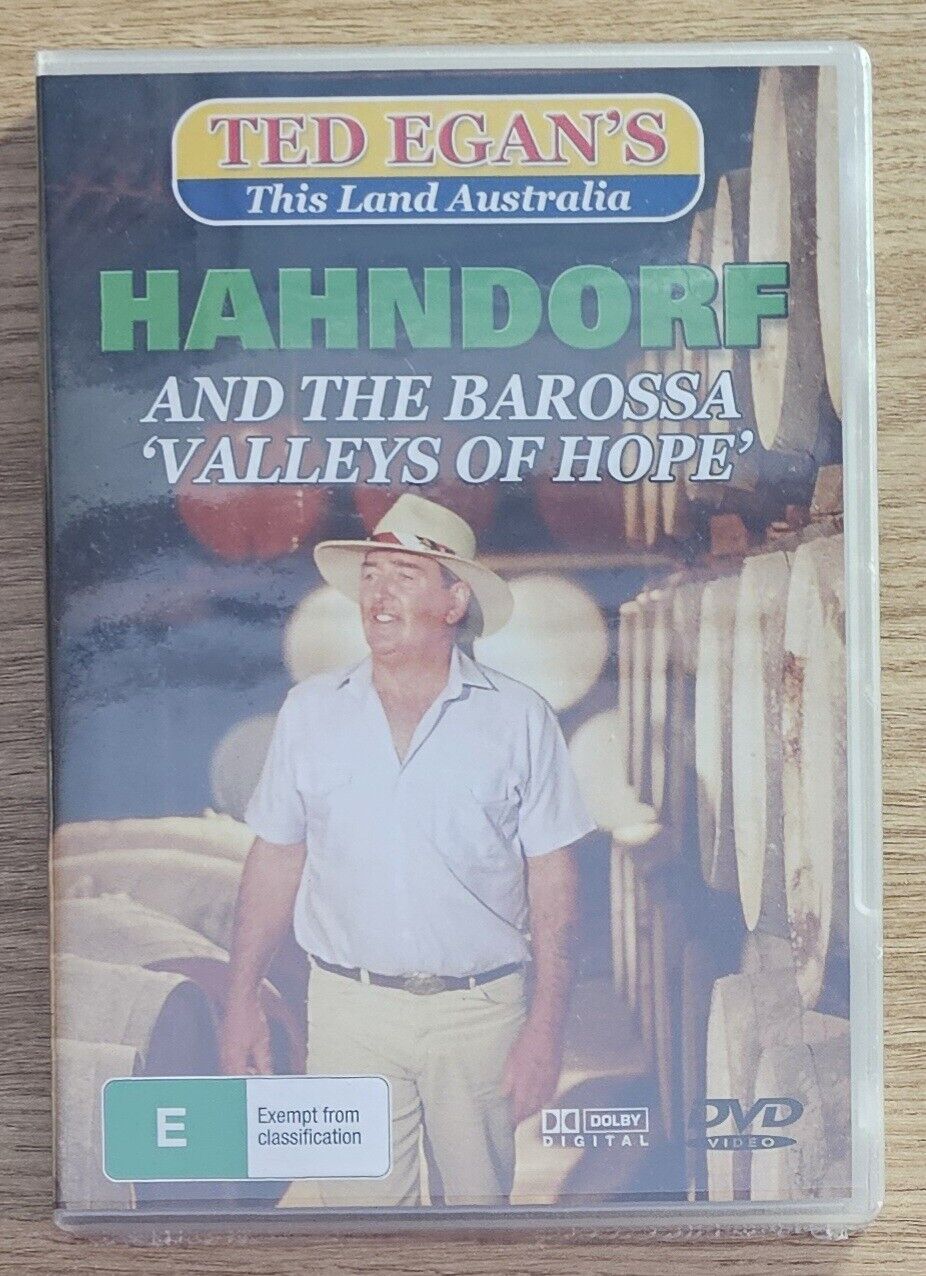 TED EGAN'S
This Land Australia
HAHNDORF
AND THE BAROSSA
'VALLEYS OF HOPE'
E
Exempt from
classification
DOLBY
DIGITAL
DVD
VIDEO